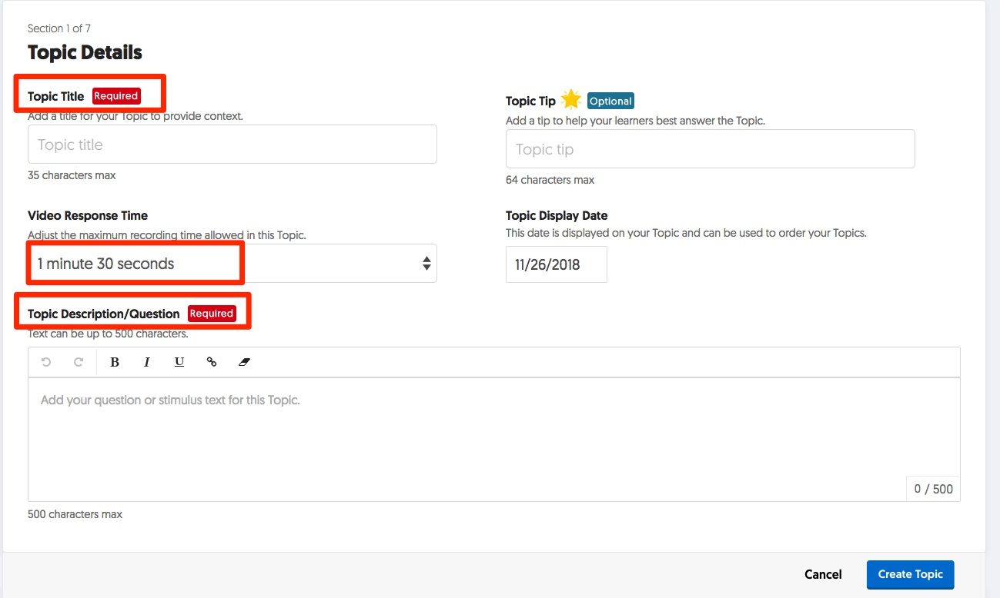 Section 1 of 7
Topic Details
Topic Title Required
Add a title for your Topic to provide context.
Topic title
35 characters max
Topic Tip Optional
Add a tip to help your learners best answer the Topic.
Topic tip
64 characters max
Video Response Time
Adjust the maximum recording time allowed in this Topic.
1 minute 30 seconds
Topic Display Date
This date is displayed on your Topic and can be used to order your Topics.
11/26/2018
Topic Description/Question Required
Text can be up to 500 characters.
B I U
Add your question or stimulus text for this Topic.
0 / 500
500 characters max
Cancel Create Topic